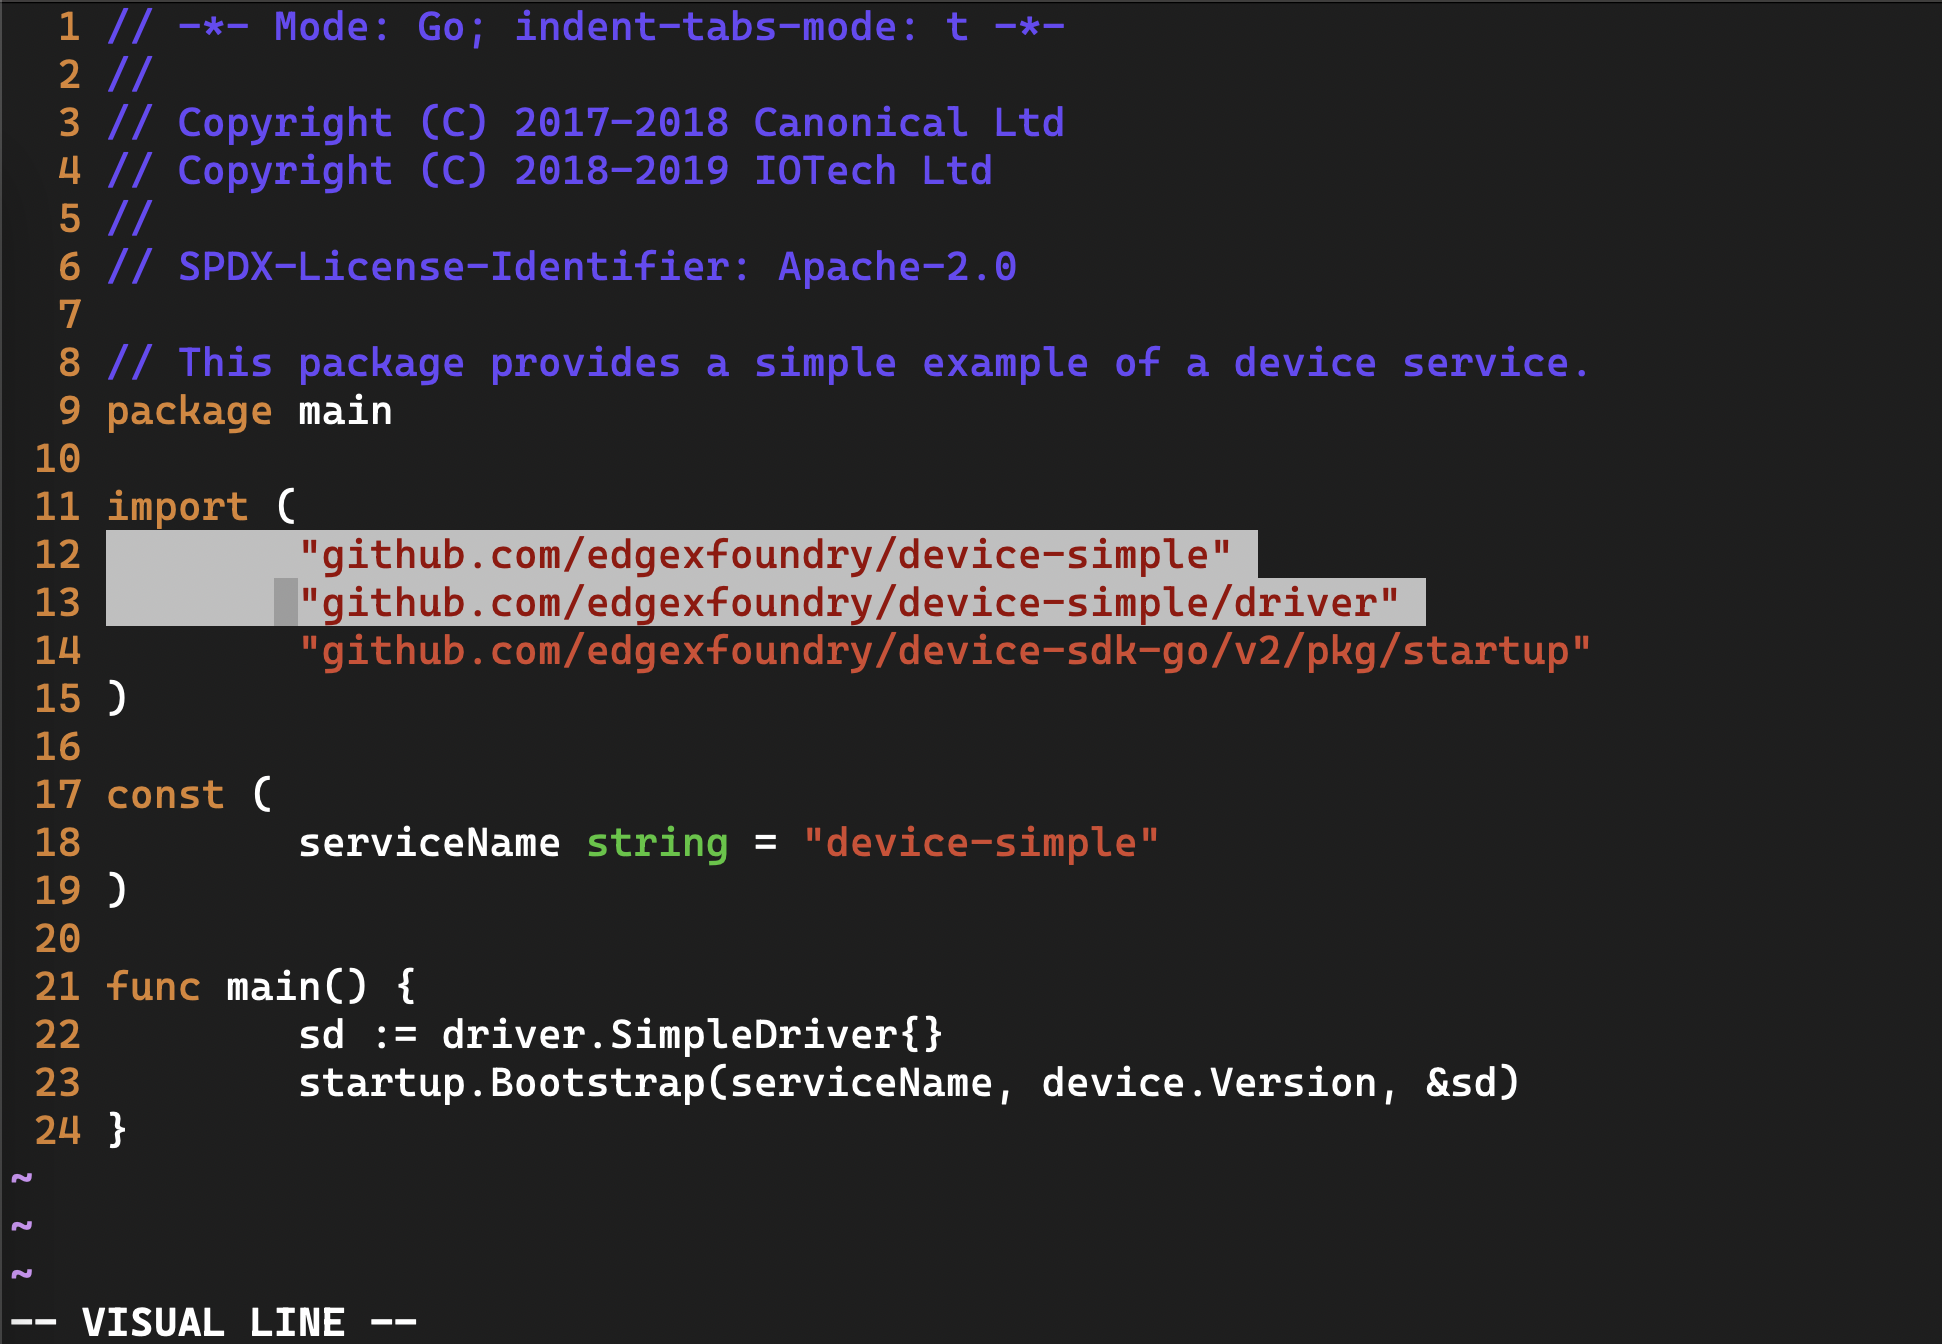 1 // -*- Mode: Go; indent-tabs-mode: t -*-
2 //
3 // Copyright (C) 2017-2018 Canonical Ltd
4 // Copyright (C) 2018-2019 IOTech Ltd
5 //
6 // SPDX-License-Identifier: Apache-2.0
7
8 // This package provides a simple example of a device service.
9 package main
10
11 import (
12         "github.com/edgexfoundry/device-simple"
13         "github.com/edgexfoundry/device-simple/driver"
14         "github.com/edgexfoundry/device-sdk-go/v2/pkg/startup"
15 )
16
17 const (
18         serviceName string = "device-simple"
19 )
20
21 func main() {
22         sd := driver.SimpleDriver{}
23         startup.Bootstrap(serviceName, device.Version, &sd)
24 }
~
~
~
-- VISUAL LINE --